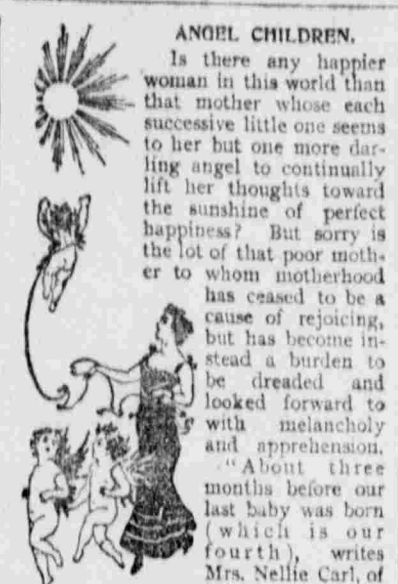 ANGEL CHILDREN.
Is there any happier
woman in this world than
that mother whose each
successive little one seems
to her but one more dar-
ling angel to continually
lift her thoughts toward
the sunshine of perfect
happiness? But sorry is
the lot of that poor moth-
er to whom motherhood
has ceased to be a
cause of rejoicing,
but has become in-
stead a burden to
be dreaded and
looked forward to
with melancholy
and apprehension.
"About three
months before our
last baby was born
(which is our
fourth), writes
Mrs. Nellie Carl, of